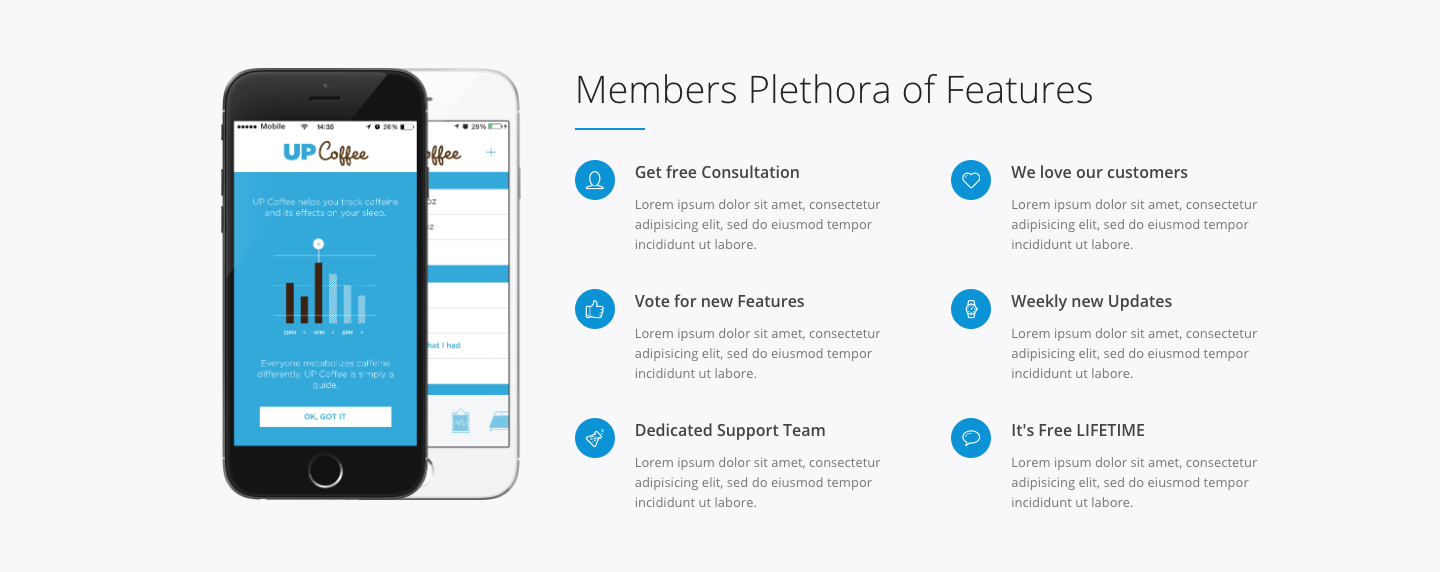 Mobile 14:35 26%
UP Coffee
UP Coffee helps you track caffeine
and its effects on your sleep.
12PM
4PM
8PM
Everyone metabolizes caffeine
differently. UP Coffee is simply a
guide.
OK, GOT IT
28%
ffee +
oz
oz
hat I had
Members Plethora of Features
Get free Consultation
Lorem ipsum dolor sit amet, consectetur
adipisicing elit, sed do eiusmod tempor
incididunt ut labore.
We love our customers
Lorem ipsum dolor sit amet, consectetur
adipisicing elit, sed do eiusmod tempor
incididunt ut labore.
Vote for new Features
Lorem ipsum dolor sit amet, consectetur
adipisicing elit, sed do eiusmod tempor
incididunt ut labore.
Weekly new Updates
Lorem ipsum dolor sit amet, consectetur
adipisicing elit, sed do eiusmod tempor
incididunt ut labore.
Dedicated Support Team
Lorem ipsum dolor sit amet, consectetur
adipisicing elit, sed do eiusmod tempor
incididunt ut labore.
It's Free LIFETIME
Lorem ipsum dolor sit amet, consectetur
adipisicing elit, sed do eiusmod tempor
incididunt ut labore.